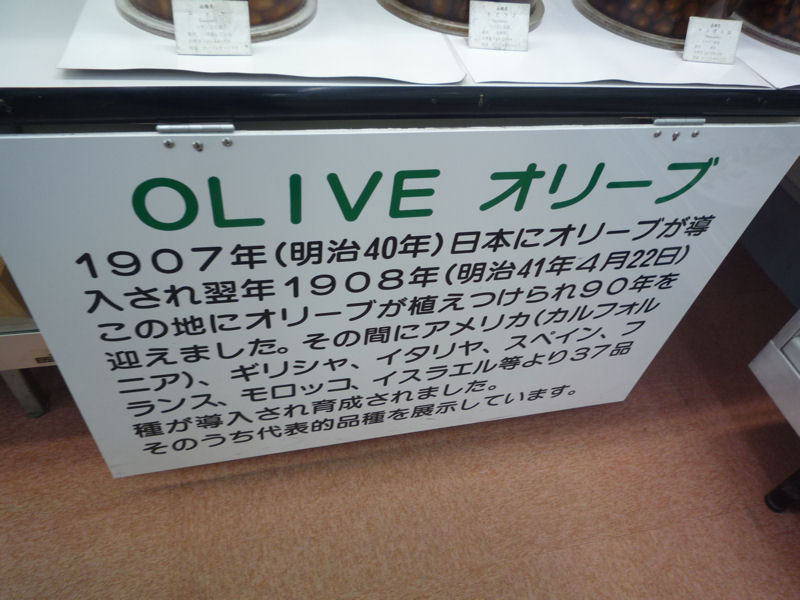 OLIVE オリーブ
1907年(明治40年)日本にオリーブが導
入され翌年1908年(明治41年4月22日)
この地にオリーブが植えつけられ90年を
迎えました。その間にアメリカ(カルフォル
ニア)、ギリシャ、イタリヤ、スペイン、フ
ランス、モロッコ、イスラエル等より37品
種が導入され育成されました。
そのうち代表的品種を展示しています。